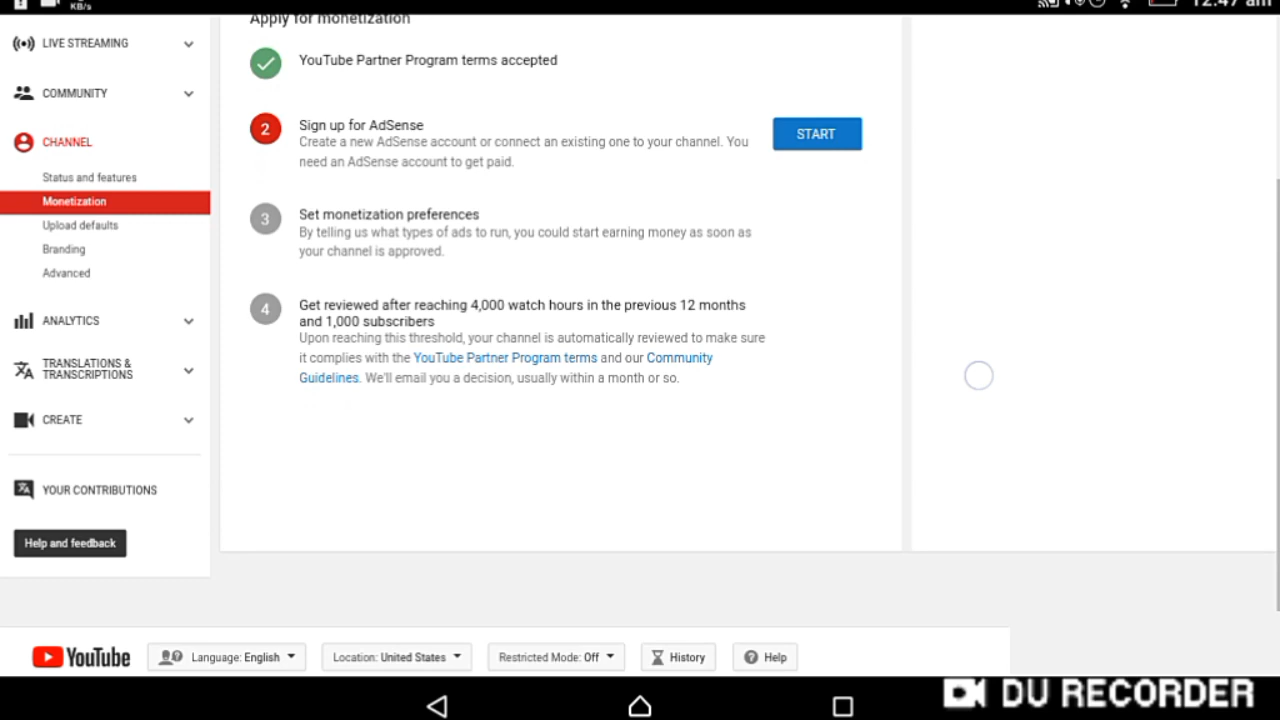 KB/s
12:47 am
Apply for monetization
LIVE STREAMING
YouTube Partner Program terms accepted
COMMUNITY
2
Sign up for AdSense
START
Create a new AdSense account or connect an existing one to your channel. You
need an AdSense account to get paid.
CHANNEL
Status and features
Monetization
Upload defaults
Branding
Advanced
3
Set monetization preferences
By telling us what types of ads to run, you could start earning money as soon as
your channel is approved.
4
Get reviewed after reaching 4,000 watch hours in the previous 12 months
and 1,000 subscribers
Upon reaching this threshold, your channel is automatically reviewed to make sure
it complies with the YouTube Partner Program terms and our Community
Guidelines. We'll email you a decision, usually within a month or so.
ANALYTICS
TRANSLATIONS &
TRANSCRIPTIONS
CREATE
YOUR CONTRIBUTIONS
Help and feedback
YouTube
Language: English
Location: United States
Restricted Mode: Off
History
Help
DU RECORDER